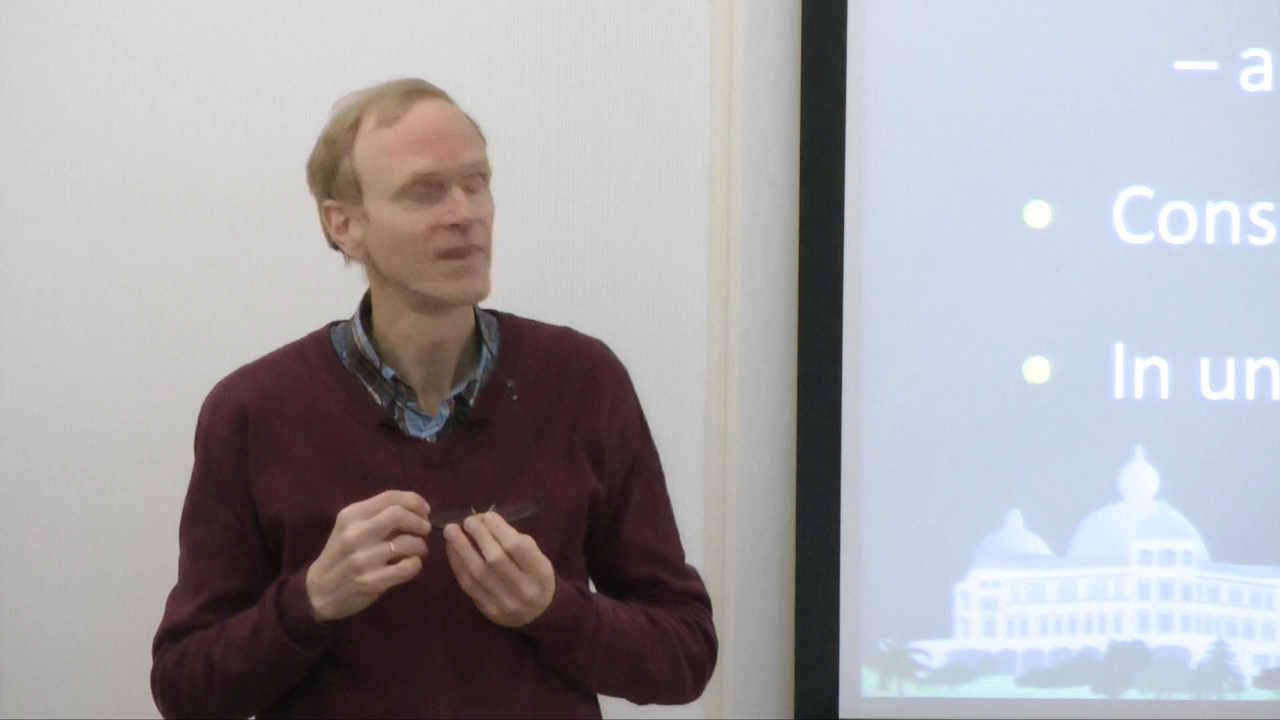 – a
• Cons
• In un